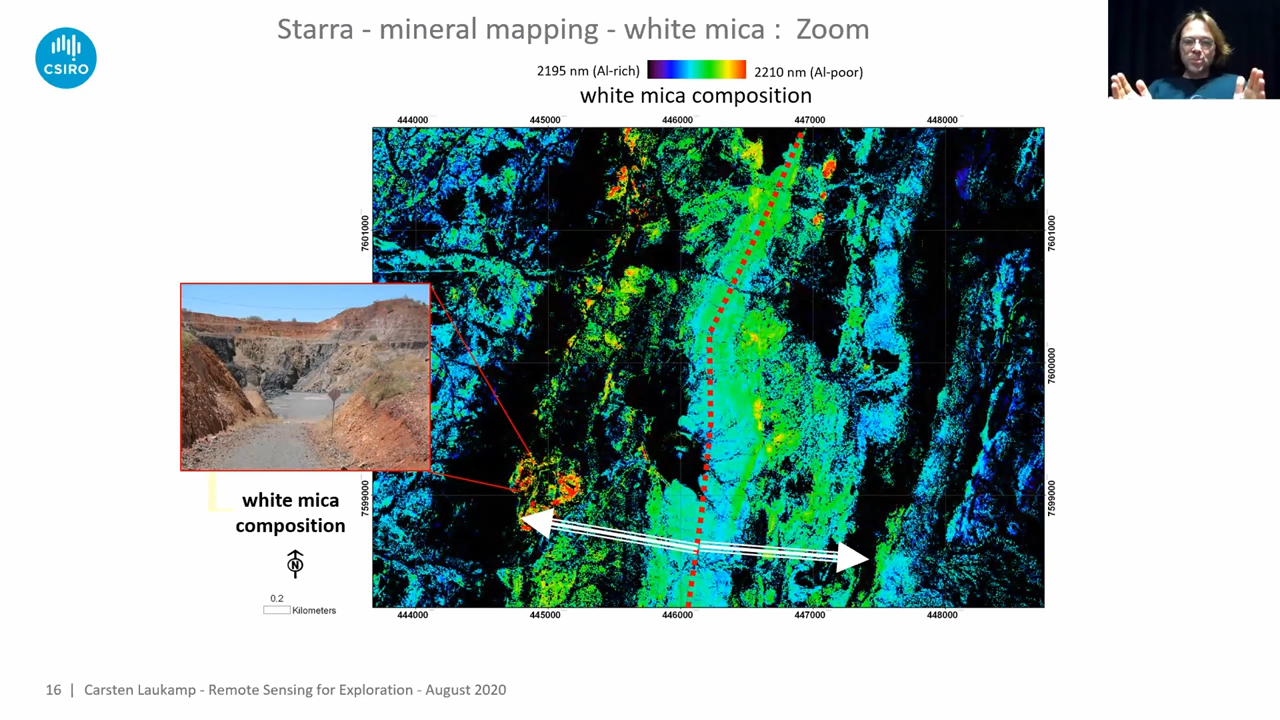 Starra - mineral mapping - white mica : Zoom
CSIRO
2195 nm (Al-rich)
2210 nm (Al-poor)
white mica composition
444000 445000 446000 447000 448000
7601000
7601000
7600000
7599000
7599000
white mica
composition
N
0.2
Kilometers
444000 445000 446000 447000 448000
16 | Carsten Laukamp - Remote Sensing for Exploration - August 2020